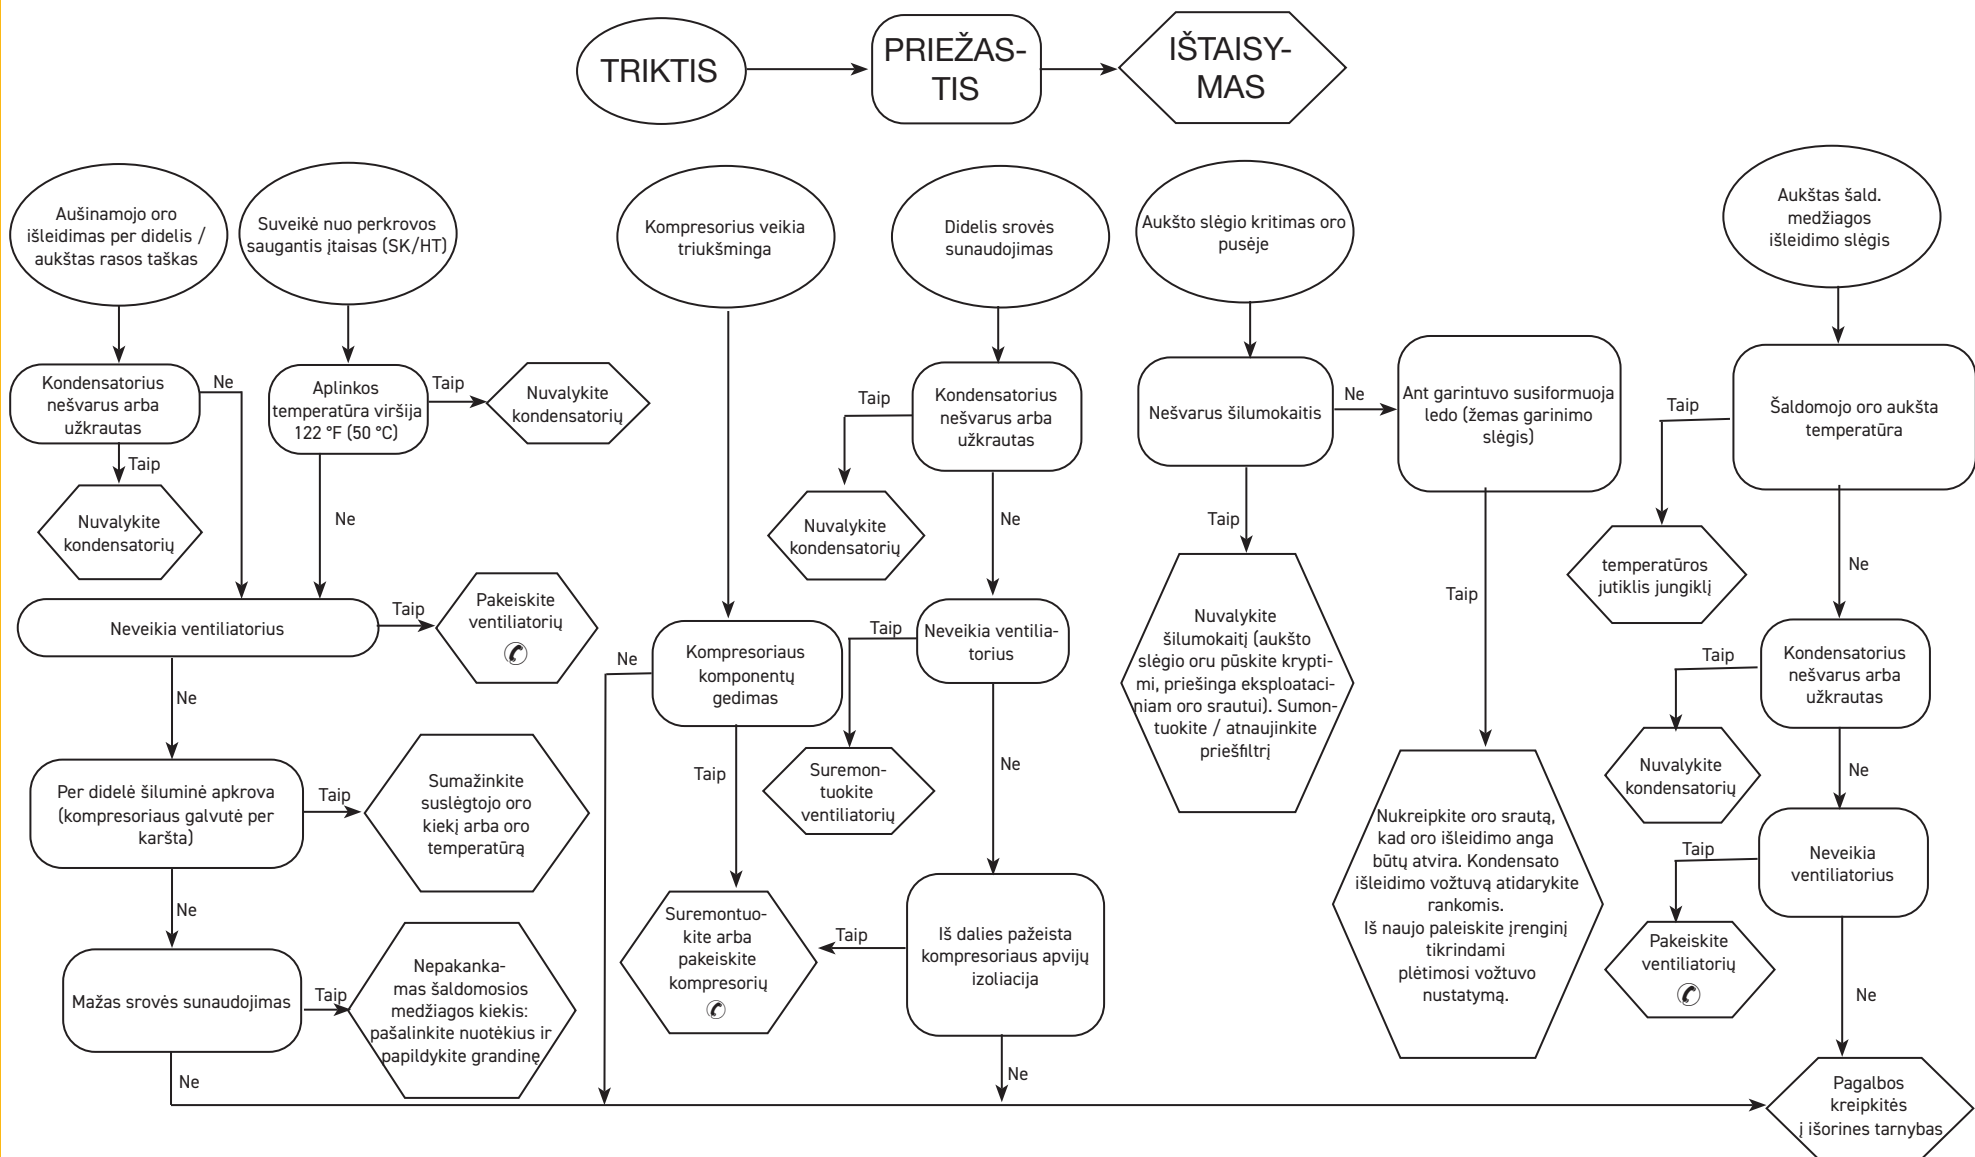 TRIKTIS
PRIEŽAS-
TIS
IŠTAISY-
MAS
Aušinamojo oro
išleidimas per didelis /
aukštas rasos taškas
Kondensatorius
nešvarus arba
užkrautas
Ne
Taip
Nuvalykite
kondensatorių
Suveikė nuo perkrovos
saugantis įtaisas (SK/HT)
Aplinkos
temperatūra viršija
122 °F (50 °C)
Taip
Nuvalykite
kondensatorių
Ne
Neveikia ventiliatorius
Taip
Pakeiskite
ventiliatorių
✆
Ne
Per didelė šiluminė apkrova
(kompresoriaus galvutė per
karšta)
Taip
Sumažinkite
suslėgtojo oro
kiekį arba oro
temperatūrą
Ne
Mažas srovės sunaudojimas
Taip
Nepakanka-
mas šaldomosios
medžiagos kiekis:
pašalinkite nuotėkius ir
papildykite grandinę
Ne
Kompresorius veikia
triukšminga
Kompresoriaus
komponentų
gedimas
Ne
Taip
Suremontuo-
kite arba
pakeiskite
kompresorių
✆
Didelis srovės
sunaudojimas
Kondensatorius
nešvarus arba
užkrautas
Taip
Nuvalykite
kondensatorių
Ne
Neveikia ventilia-
torius
Taip
Suremon-
tuokite
ventiliatorių
Ne
Iš dalies pažeista
kompresoriaus apvijų
izoliacija
Taip
Ne
Aukšto slėgio kritimas oro
pusėje
Nešvarus šilumokaitis
Ne
Taip
Nuvalykite
šilumokaitį (aukšto
slėgio oru pūskite krypti-
mi, priešinga eksploataci-
niam oro srautui). Sumon-
tuokite / atnaujinkite
priešfiltrį
Ant garintuvo susiformuoja
ledo (žemas garinimo
slėgis)
Taip
Nukreipkite oro srautą,
kad oro išleidimo anga
būtų atvira. Kondensato
išleidimo vožtuvą atidarykite
rankomis.
Iš naujo paleiskite įrenginį
tikrindami
plėtimosi vožtuvo
nustatymą.
Aukštas šald.
medžiagos
išleidimo slėgis
Šaldomojo oro aukšta
temperatūra
Taip
temperatūros
jutiklis jungiklį
Ne
Kondensatorius
nešvarus arba
užkrautas
Taip
Nuvalykite
kondensatorių
Ne
Neveikia
ventiliatorius
Taip
Pakeiskite
ventiliatorių
✆
Ne
Pagalbos
kreipkitės
į išorines tarnybas